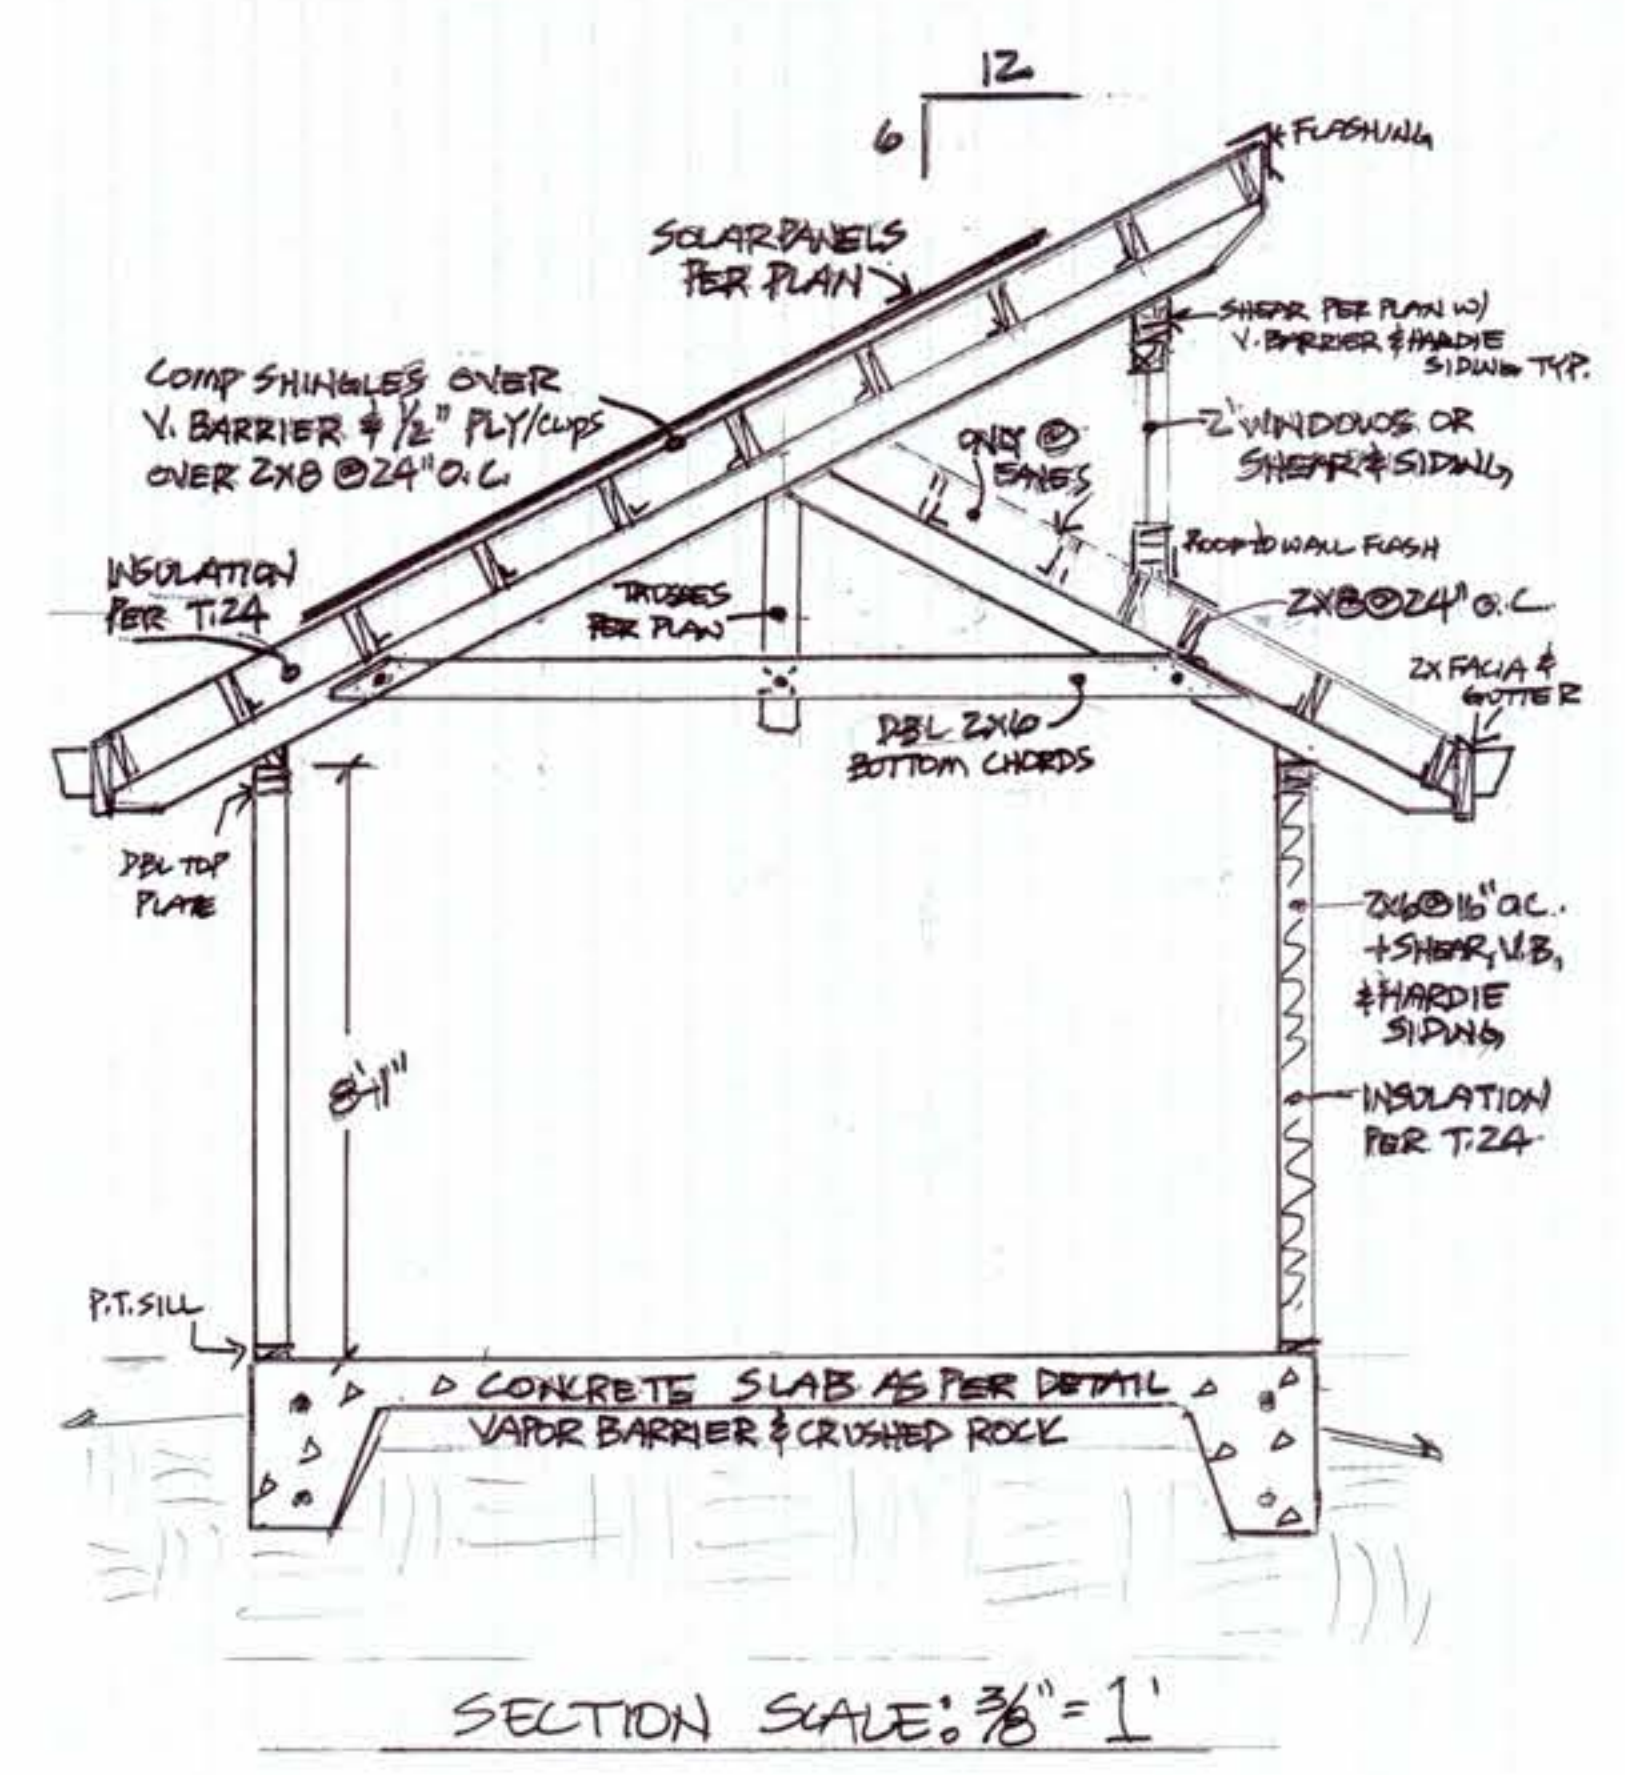 12
6
FLASHING
SOLAR PANELS
PER PLAN
SHEAR PER PLAN W/
V. BARRIER & HARDIE
SIDING TYP.
COMP SHINGLES OVER
V. BARRIER & 1/2" PLY/CLIPS
OVER 2X8 @ 24" O.C.
2' WINDOWS OR
SHEAR & SIDING
ONLY @
EAVES
ROOF TO WALL FLASH
INSULATION
PER T.24
TRUSSES
PER PLAN
2X8 @ 24" O.C.
2X FACIA &
GUTTER
DBL 2X6
BOTTOM CHORDS
DBL TOP
PLATE
2X6 @ 16" O.C.
+ SHEAR, V.B,
& HARDIE
SIDING
8'-1"
INSULATION
PER T.24
P.T. SILL
CONCRETE SLAB AS PER DETAIL
VAPOR BARRIER & CRUSHED ROCK
SECTION SCALE: 3/8" = 1'